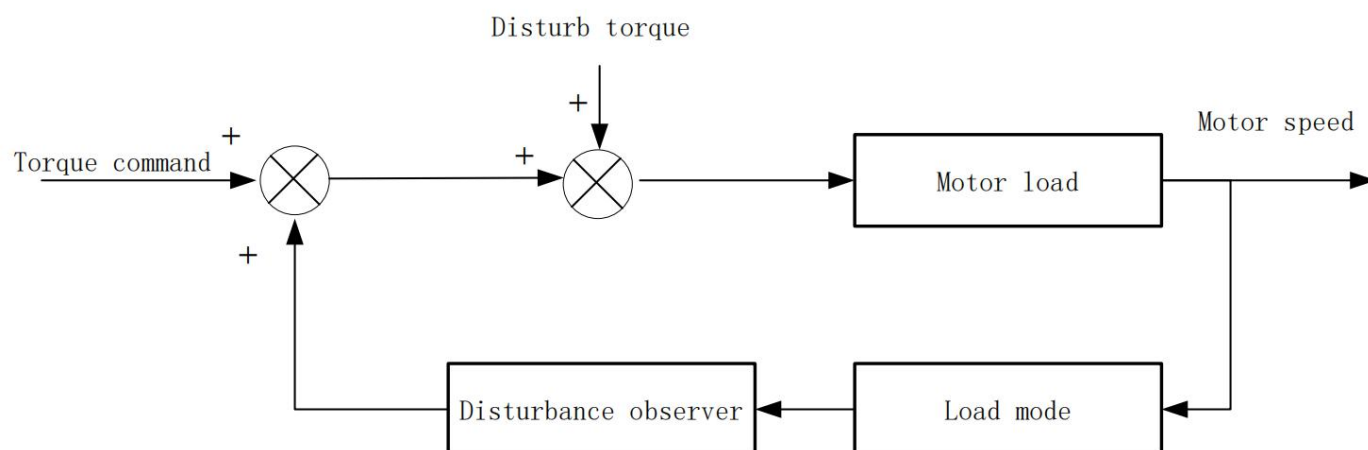 Disturb torque
+
+
+
Motor speed
Torque command
Motor load
+
Disturbance observer
Load mode